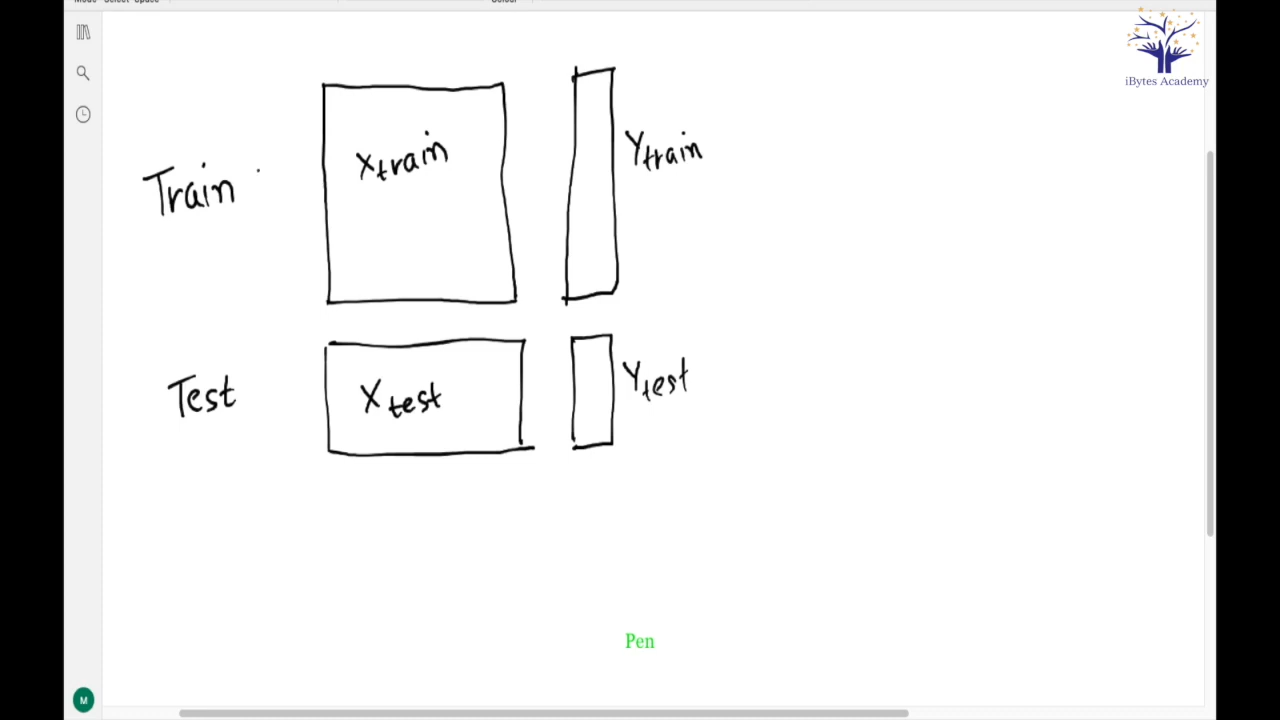 iBytes Academy
Train
Xtrain
Ytrain
Test
Xtest
Ytest
Pen
M